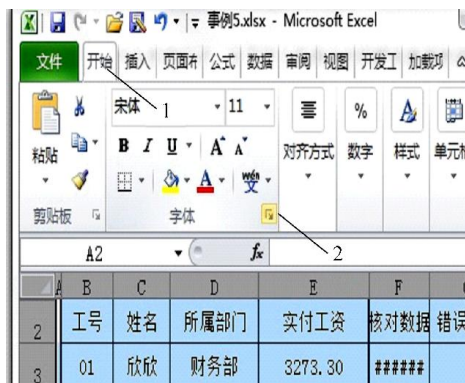 事例5.xlsx - Microsoft Excel
文件 开始 插入 页面布 公式 数据 审阅 视图 开发工 加载项
宋体 1 11
粘贴 B I U A A 对齐方式 % 数字 A 样式 单元格
wén 变
剪贴板 字体 2
A2 fx
A B C D E F
2 工号 姓名 所属部门 实付工资 核对数据 错误
3 01 欣欣 财务部 3273.30 ######